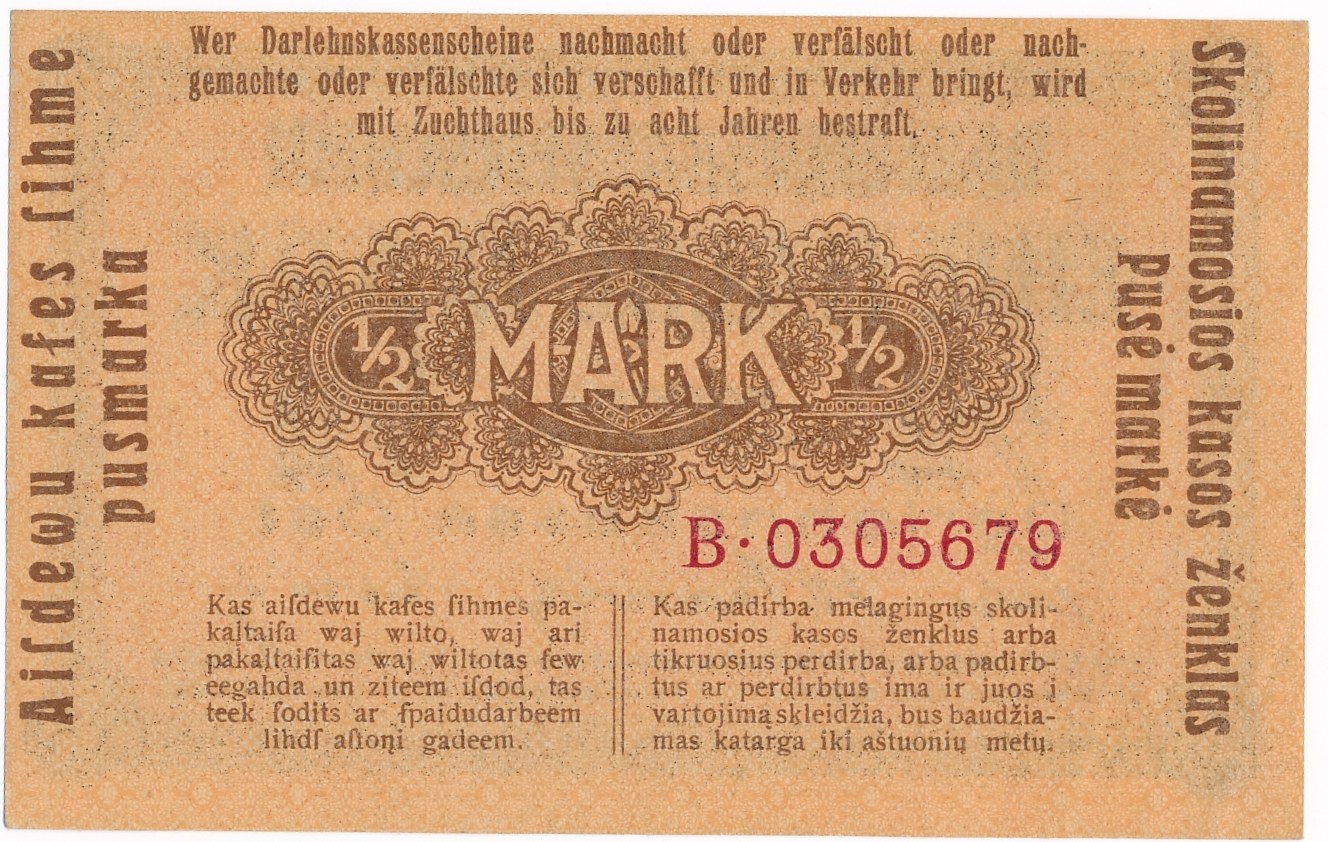 Wer Darlehnskassenscheine nachmacht oder verfälscht oder nach-
gemachte oder verfälschte sich verschafft und in Verkehr bringt, wird
mit Zuchthaus bis zu acht Jahren bestraft.
Aiſdewu kaſes ſihme
pusmarka
½ MARK ½
Skolinamosios kasos ženklas
Pusė markė
B·0305679
Kas aiſdewu kaſes ſihmes pa-
kaļtaiſa waj wilto, waj ari
pakaļtaiſitas waj wiltotas ſew
eegahda un ziteem iſdod, tas
teek ſodits ar ſpaidudarbeem
lihdſ aſtoņi gadeem.
Kas padirba melagingus skoli-
namosios kasos ženklus arba
tikruosius perdirba, arba padirb-
tus ar perdirbtus ima ir juos į
vartojimą skleidžia, bus baudžia-
mas katarga iki aštuonių metų.